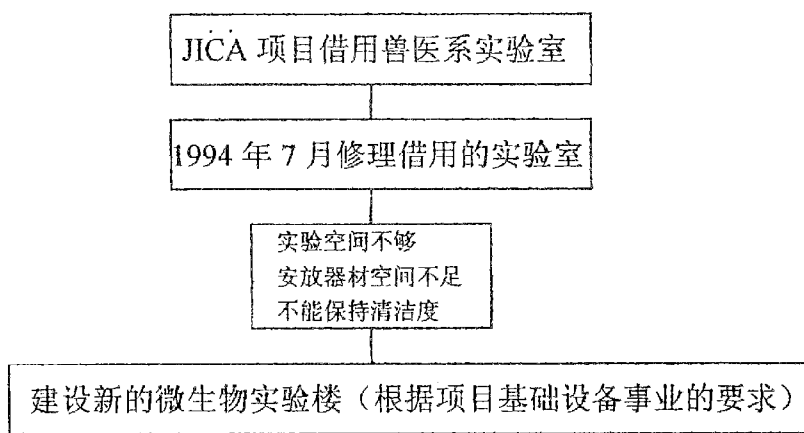 JICA 项目借用兽医系实验室
1994 年 7 月修理借用的实验室
实验空间不够
安放器材空间不足
不能保持清洁度
建设新的微生物实验楼（根据项目基础设备事业的要求）